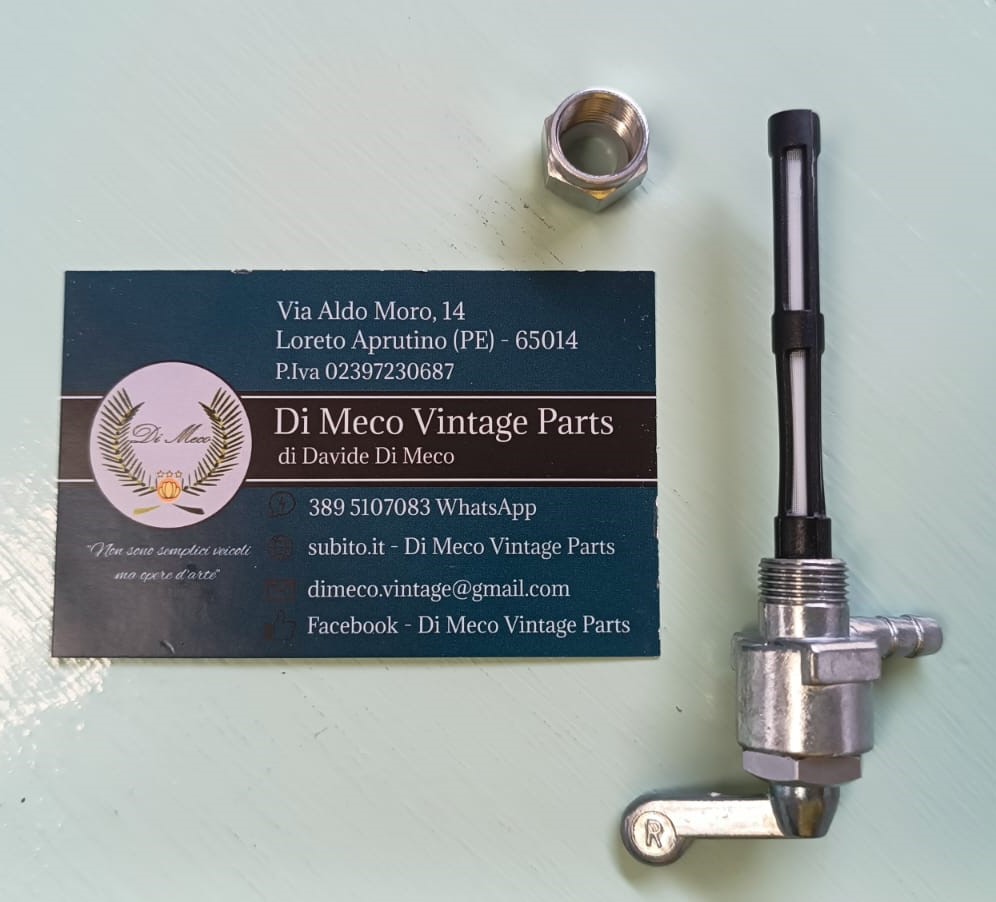 Via Aldo Moro, 14
Loreto Aprutino (PE) - 65014
P.Iva 02397230687
Di Meco
Di Meco Vintage Parts
di Davide Di Meco
389 5107083 WhatsApp
subito.it - Di Meco Vintage Parts
"Non sono semplici veicoli
ma opere d'arte"
dimeco.vintage@gmail.com
Facebook - Di Meco Vintage Parts
R